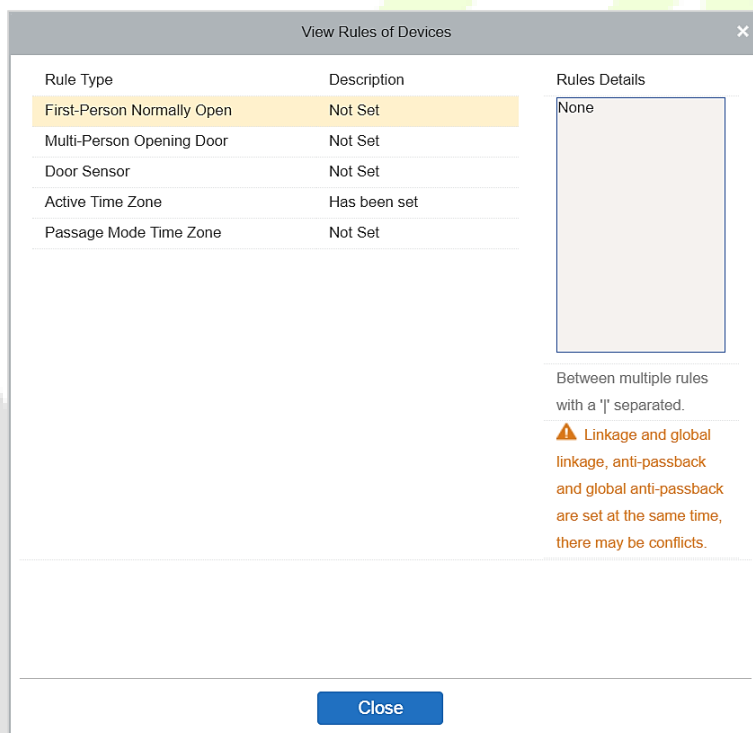 View Rules of Devices
×
Rule Type Description Rules Details
First-Person Normally Open Not Set None
Multi-Person Opening Door Not Set
Door Sensor Not Set
Active Time Zone Has been set
Passage Mode Time Zone Not Set
Between multiple rules
with a '|' separated.
Linkage and global
linkage, anti-passback
and global anti-passback
are set at the same time,
there may be conflicts.
Close